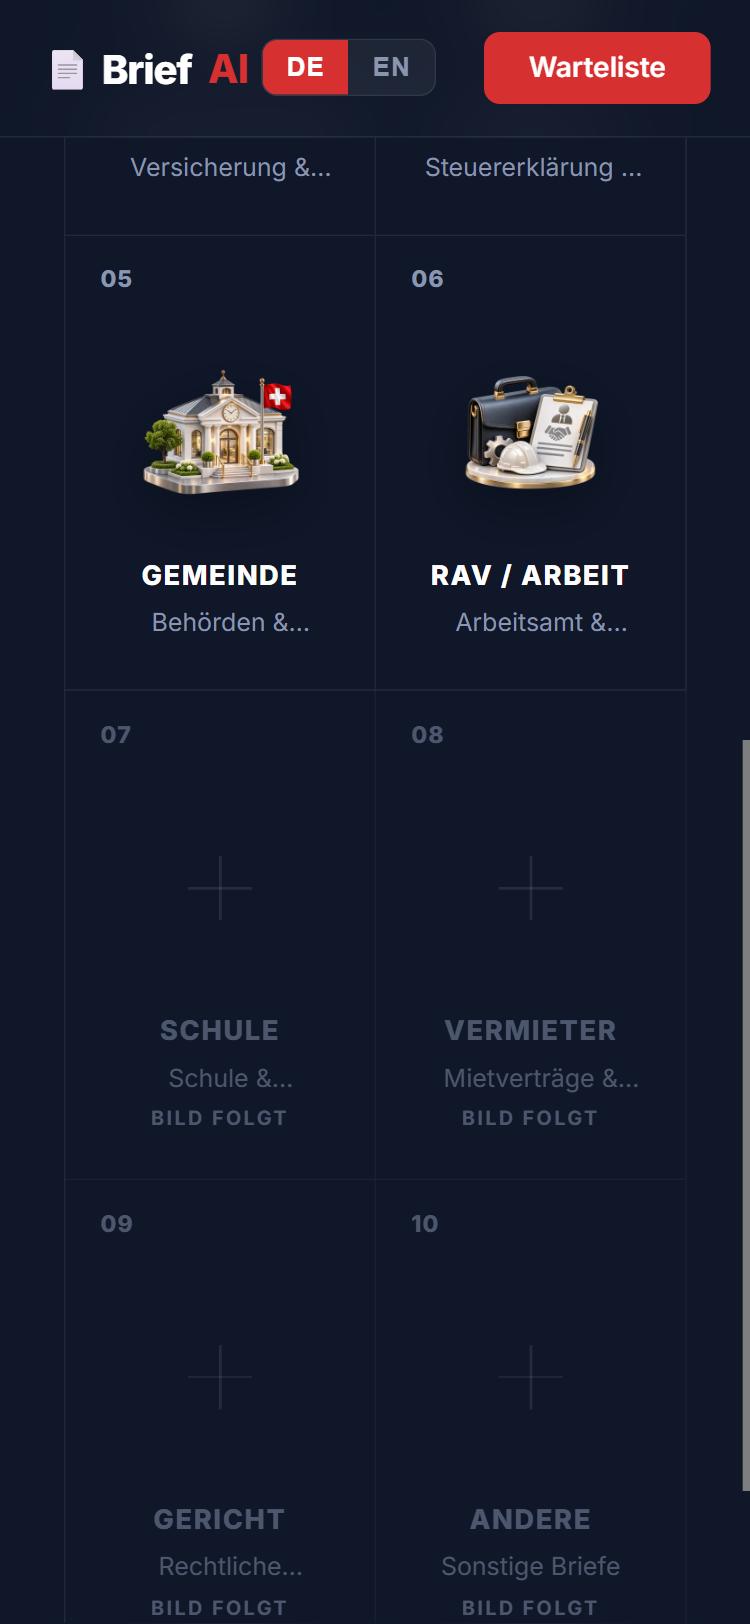 Brief AI DE EN Warteliste
Versicherung &... Steuererklärung ...
05 06
GEMEINDE RAV / ARBEIT
Behörden &... Arbeitsamt &...
07 08
SCHULE VERMIETER
Schule &... Mietverträge &...
BILD FOLGT BILD FOLGT
09 10
GERICHT ANDERE
Rechtliche... Sonstige Briefe
BILD FOLGT BILD FOLGT